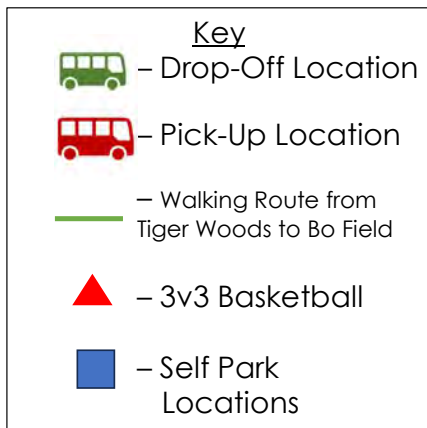 Key
– Drop-Off Location
– Pick-Up Location
– Walking Route from
Tiger Woods to Bo Field
– 3v3 Basketball
– Self Park
Locations